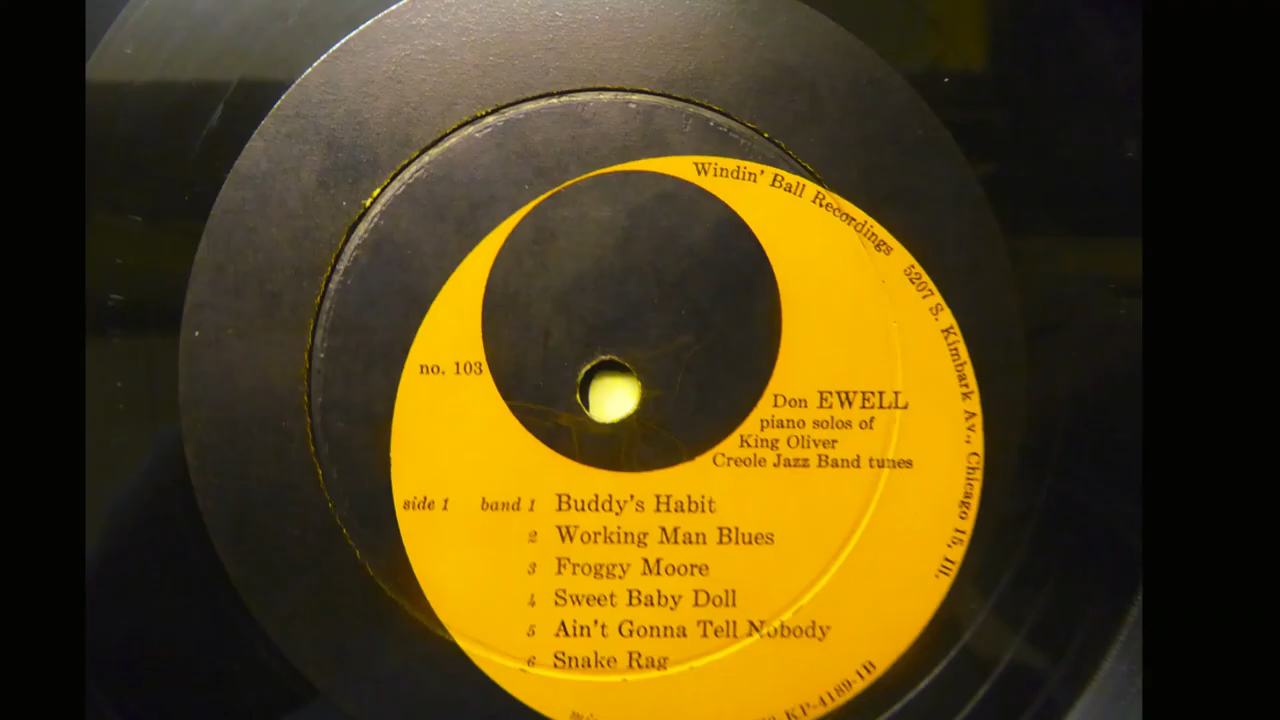 Windin' Ball Recordings 5207 S. Kimbark Av., Chicago 15, Ill.
no. 103
Don EWELL
piano solos of
King Oliver
Creole Jazz Band tunes
side 1 band 1 Buddy's Habit
2 Working Man Blues
3 Froggy Moore
4 Sweet Baby Doll
5 Ain't Gonna Tell Nobody
6 Snake Rag
KP-4189-1B